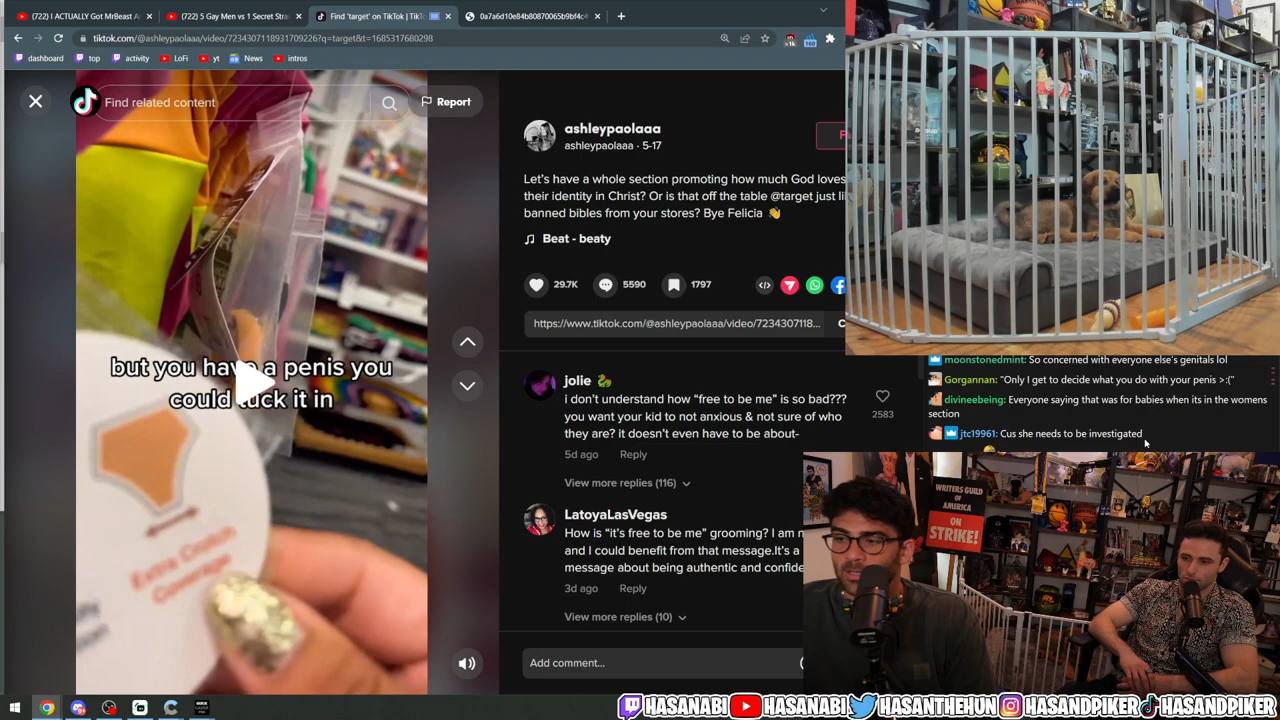 (722) I ACTUALLY Got MrBeast A
(722) 5 Gay Men vs 1 Secret Stra
Find 'target' on TikTok | TikT
0a7a6d10e84b80870065b9bf4c
tiktok.com/@ashleypaolaaa/video/7234307118931709226?q=target&t=1685317680298
dashboard
top
activity
LoFi
yt
News
intros
Find related content
Report
but you have a penis you
could tuck it in
Extra Crotch
Coverage
ashleypaolaaa
ashleypaolaaa · 5-17
Let's have a whole section promoting how much God loves
their identity in Christ? Or is that off the table @target just li
banned bibles from your stores? Bye Felicia 👋
Beat - beaty
29.7K
5590
1797
https://www.tiktok.com/@ashleypaolaaa/video/7234307118...
jolie 🐍
i don't understand how "free to be me" is so bad???
you want your kid to not anxious & not sure of who
they are? it doesn't even have to be about-
5d ago Reply
2583
View more replies (116)
LatoyaLasVegas
How is "it's free to be me" grooming? I am
and I could benefit from that message.It's a
message about being authentic and confide
3d ago Reply
View more replies (10)
Add comment...
moonstonedmint: So concerned with everyone else's genitals lol
Gorgannan: "Only I get to decide what you do with your penis >:("
divineebeing: Everyone saying that was for babies when its in the womens
section
jtc19961: Cus she needs to be investigated
WRITERS GUILD
OF
AMERICA
ON
STRIKE!
HASANABI
HASANABI
HASANTHEHUN
HASANDPIKER
HASANDPIKER